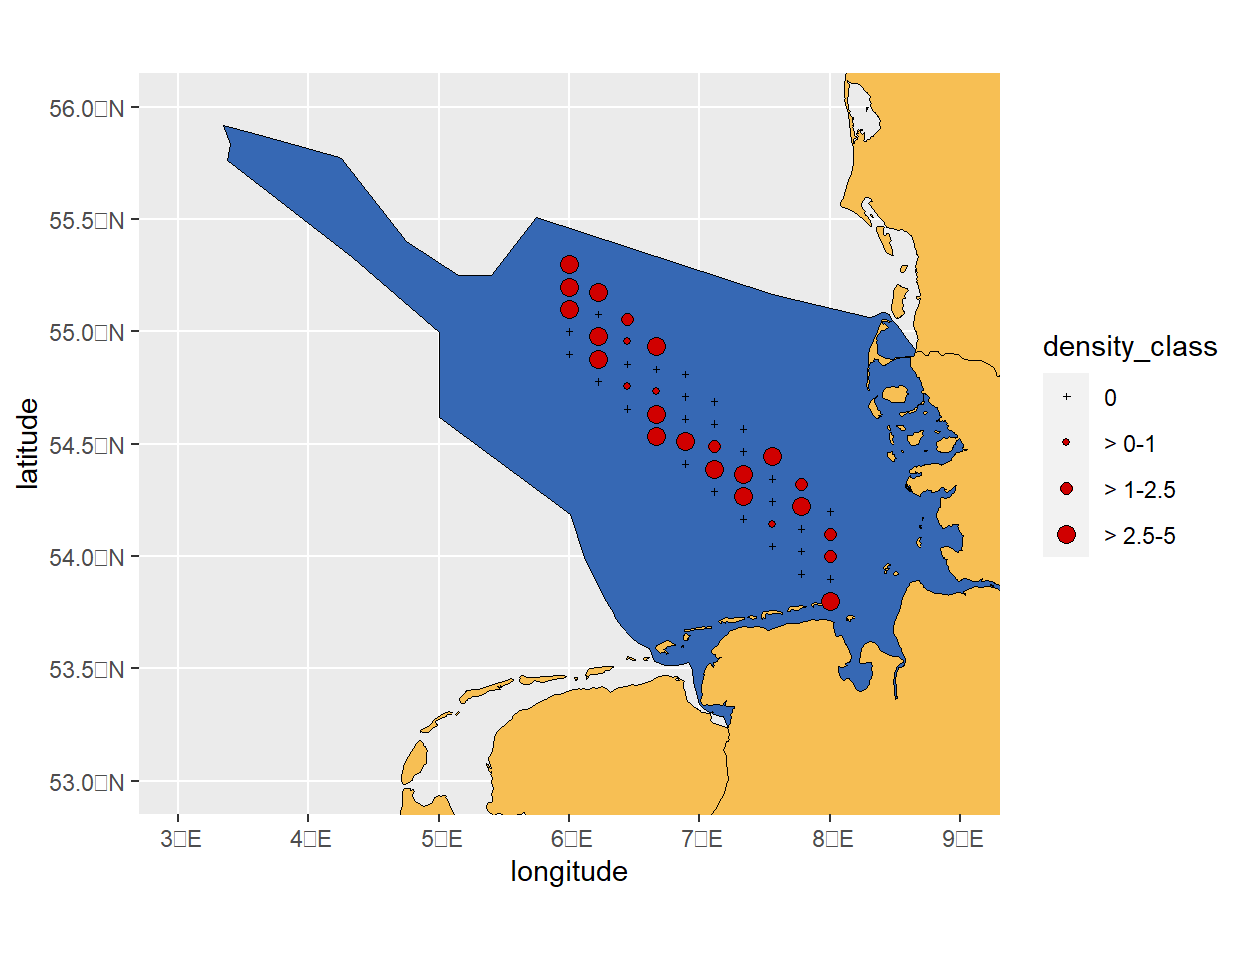 56.0▯N
55.5▯N
55.0▯N
54.5▯N
54.0▯N
53.5▯N
53.0▯N
latitude
3▯E
4▯E
5▯E
6▯E
7▯E
8▯E
9▯E
longitude
density_class
0
> 0-1
> 1-2.5
> 2.5-5